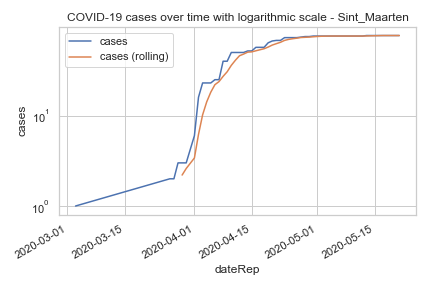 COVID-19 cases over time with logarithmic scale - Sint_Maarten
cases
cases (rolling)
cases
10¹
10⁰
2020-03-01
2020-03-15
2020-04-01
2020-04-15
2020-05-01
2020-05-15
dateRep